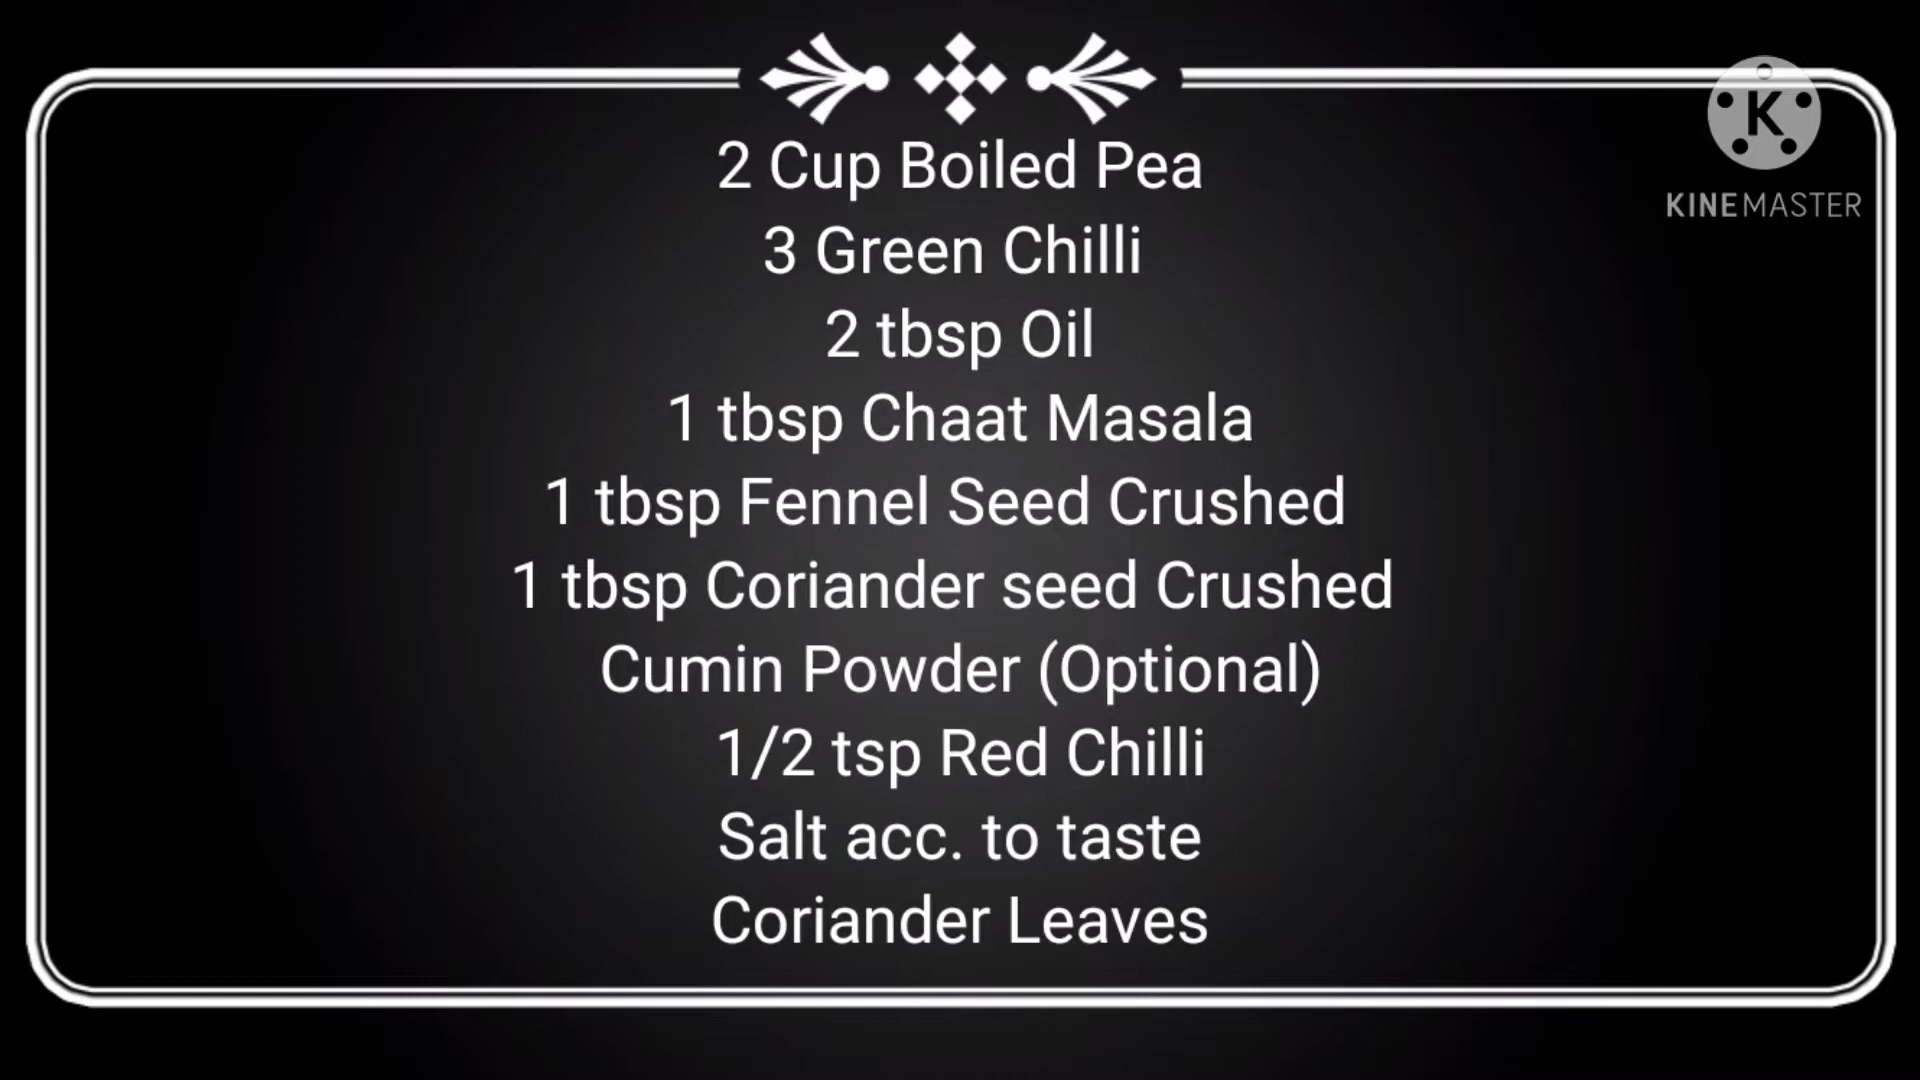 2 Cup Boiled Pea
3 Green Chilli
2 tbsp Oil
1 tbsp Chaat Masala
1 tbsp Fennel Seed Crushed
1 tbsp Coriander seed Crushed
Cumin Powder (Optional)
1/2 tsp Red Chilli
Salt acc. to taste
Coriander Leaves
K
KINEMASTER